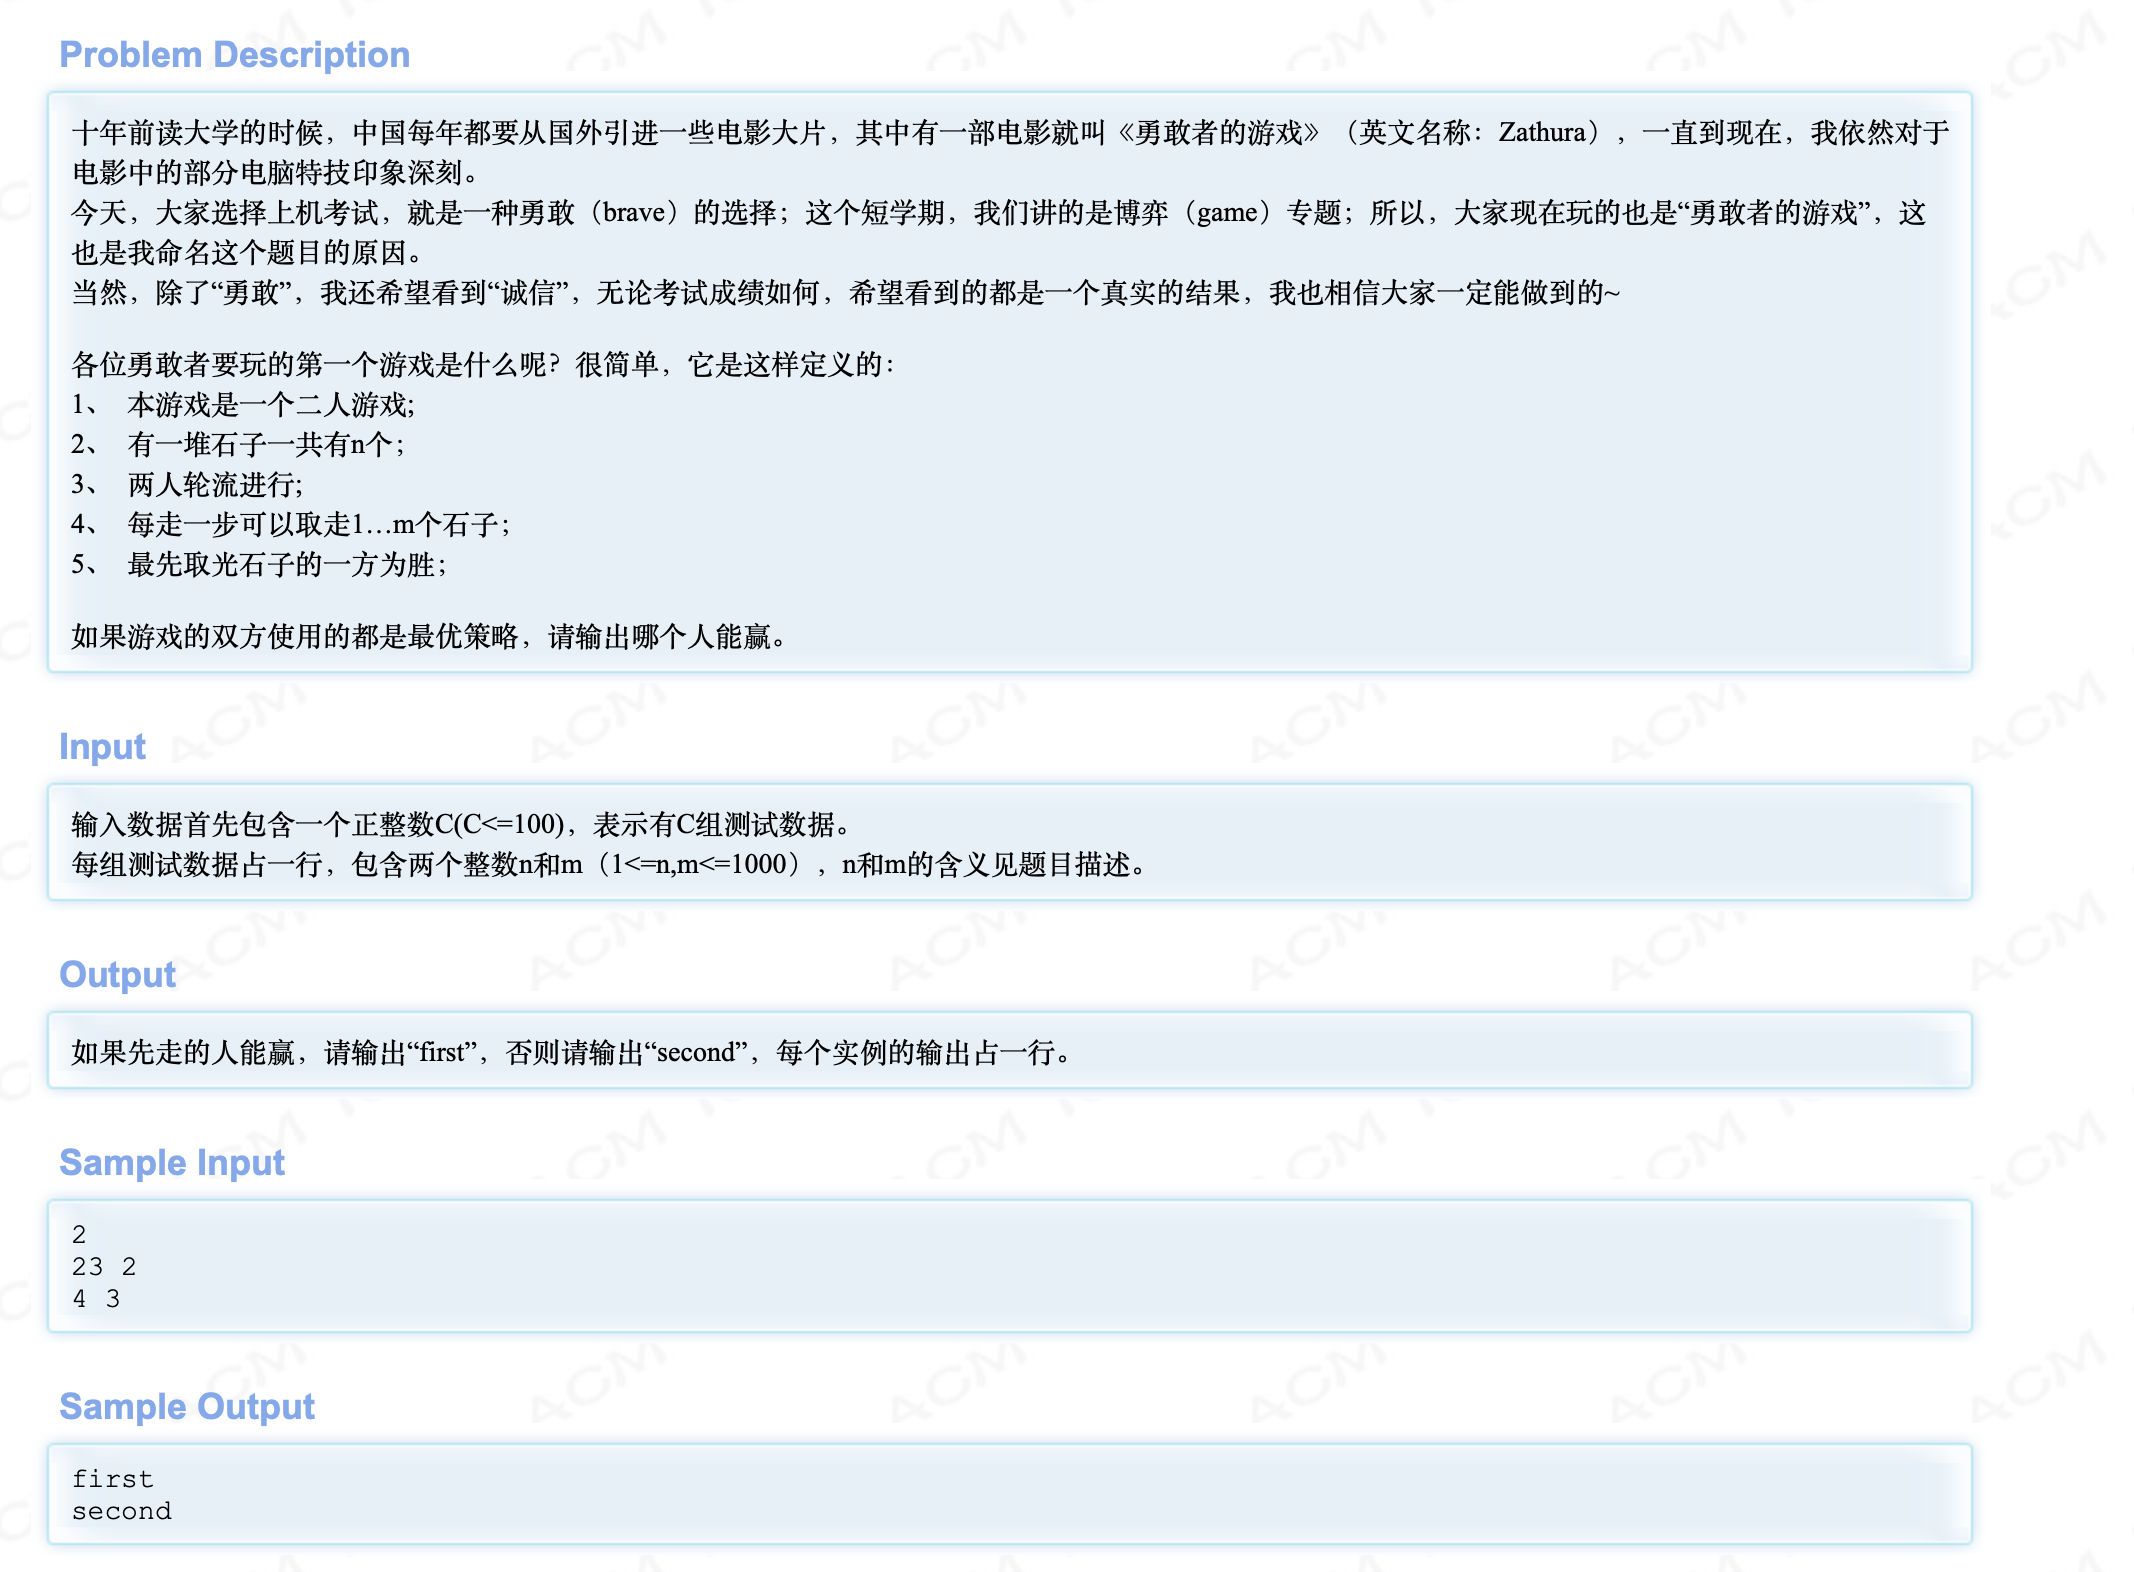 Problem Description
十年前读大学的时候，中国每年都要从国外引进一些电影大片，其中有一部电影就叫《勇敢者的游戏》（英文名称：Zathura），一直到现在，我依然对于
电影中的部分电脑特技印象深刻。
今天，大家选择上机考试，就是一种勇敢（brave）的选择；这个短学期，我们讲的是博弈（game）专题；所以，大家现在玩的也是“勇敢者的游戏”，这
也是我命名这个题目的原因。
当然，除了“勇敢”，我还希望看到“诚信”，无论考试成绩如何，希望看到的都是一个真实的结果，我也相信大家一定能做到的~
各位勇敢者要玩的第一个游戏是什么呢？很简单，它是这样定义的：
1、 本游戏是一个二人游戏;
2、 有一堆石子一共有n个；
3、 两人轮流进行;
4、 每走一步可以取走1…m个石子；
5、 最先取光石子的一方为胜；
如果游戏的双方使用的都是最优策略，请输出哪个人能赢。
Input
输入数据首先包含一个正整数C(C<=100)，表示有C组测试数据。
每组测试数据占一行，包含两个整数n和m（1<=n,m<=1000），n和m的含义见题目描述。
Output
如果先走的人能赢，请输出“first”，否则请输出“second”，每个实例的输出占一行。
Sample Input
2
23 2
4 3
Sample Output
first
second